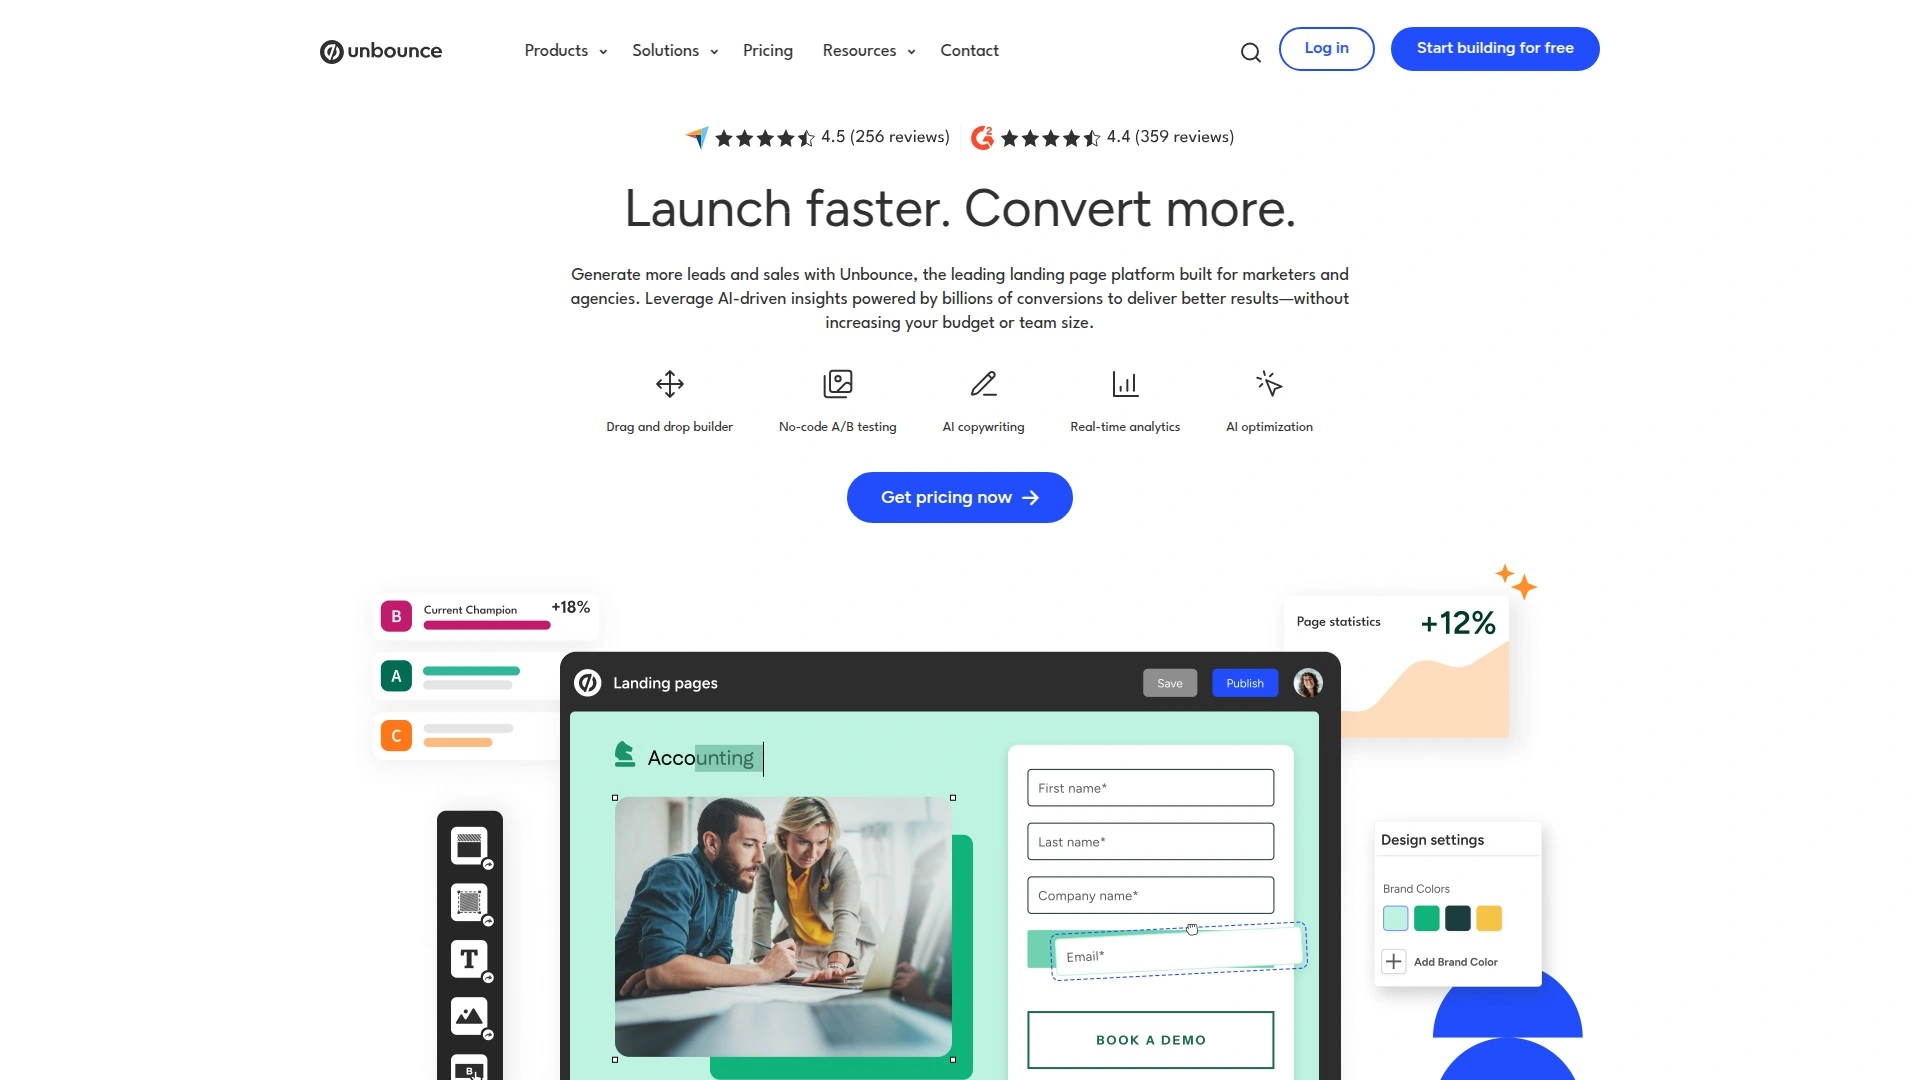 unbounce
Products
Solutions
Pricing
Resources
Contact
Log in
Start building for free
4.5 (256 reviews)
G2
4.4 (359 reviews)
Launch faster. Convert more.
Generate more leads and sales with Unbounce, the leading landing page platform built for marketers and
agencies. Leverage AI-driven insights powered by billions of conversions to deliver better results—without
increasing your budget or team size.
Drag and drop builder
No-code A/B testing
AI copywriting
Real-time analytics
AI optimization
Get pricing now
B
Current Champion
+18%
A
C
Page statistics
+12%
Landing pages
Save
Publish
Accounting
First name*
Last name*
Company name*
Email*
BOOK A DEMO
T
B
Design settings
Brand Colors
Add Brand Color